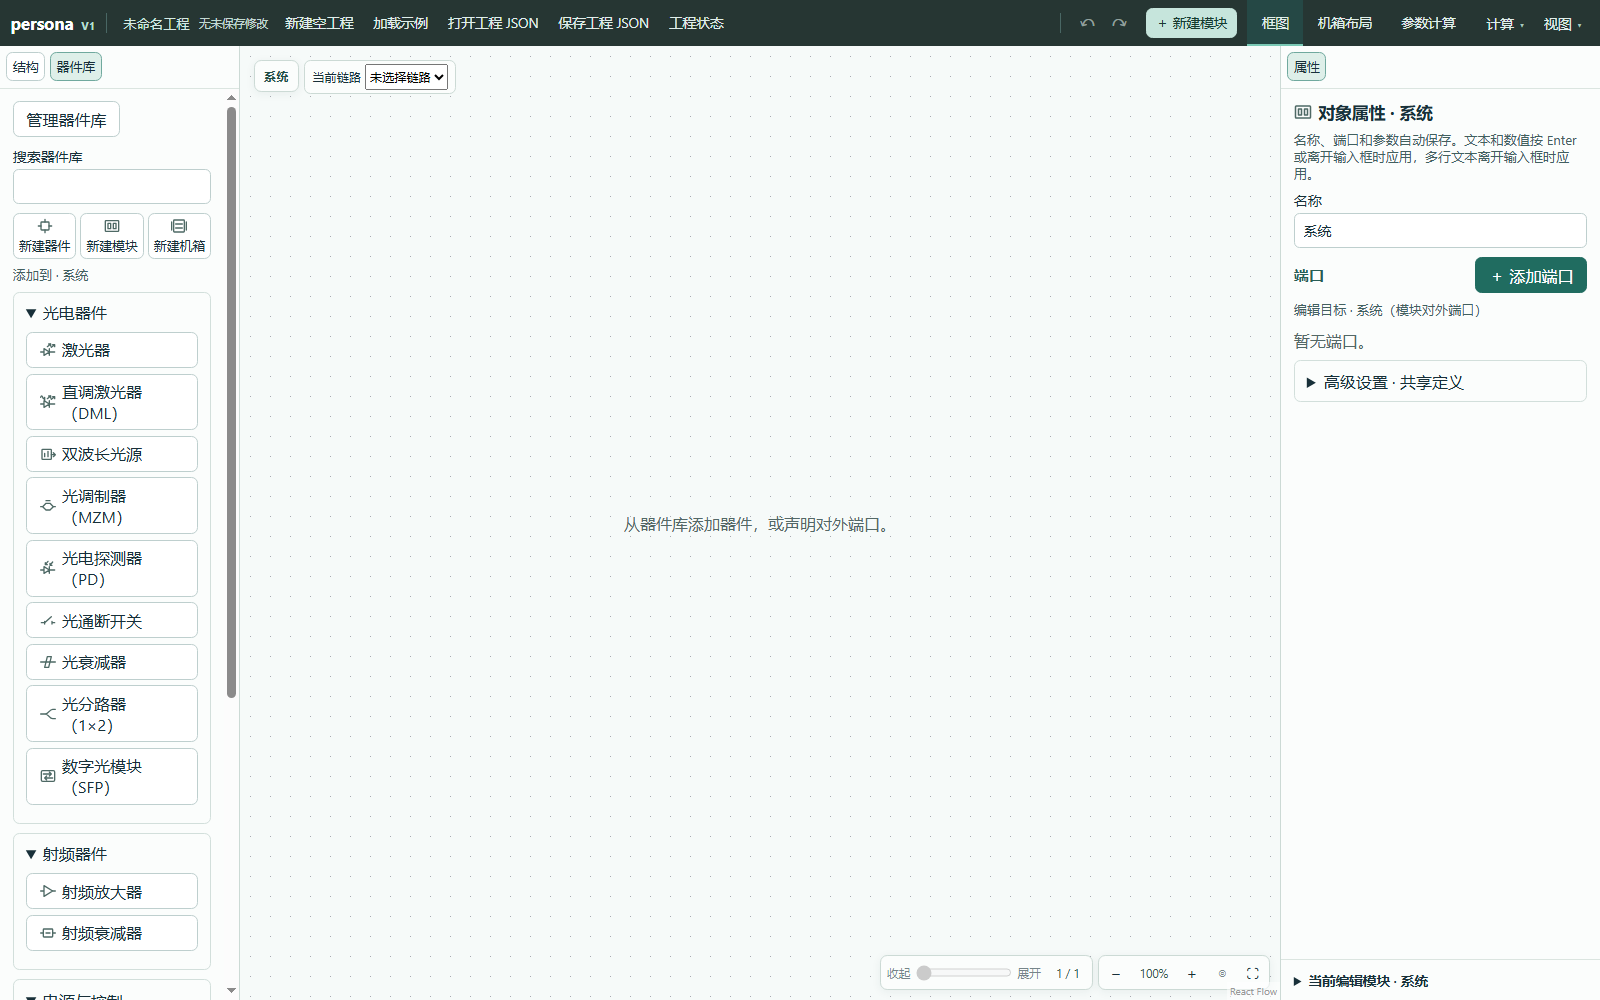 persona V1 未命名工程 无未保存修改 新建空工程 加载示例 打开工程 JSON 保存工程 JSON 工程状态 + 新建模块 框图 机箱布局 参数计算 计算 视图
结构 器件库
管理器件库
搜索器件库
新建器件 新建模块 新建机箱
添加到 · 系统
▼ 光电器件
激光器
直调激光器
（DML）
双波长光源
光调制器
（MZM）
光电探测器
（PD）
光通断开关
光衰减器
光分路器
（1×2）
数字光模块
（SFP）
▼ 射频器件
射频放大器
射频衰减器
▼ 电源与控制
系统 当前链路 未选择链路
从器件库添加器件，或声明对外端口。
收起 展开 1 / 1 − 100% +
React Flow
属性
对象属性 · 系统
名称、端口和参数自动保存。文本和数值按 Enter
或离开输入框时应用，多行文本离开输入框时应
用。
名称
系统
端口 + 添加端口
编辑目标 · 系统（模块对外端口）
暂无端口。
▶ 高级设置 · 共享定义
▶ 当前编辑模块 · 系统